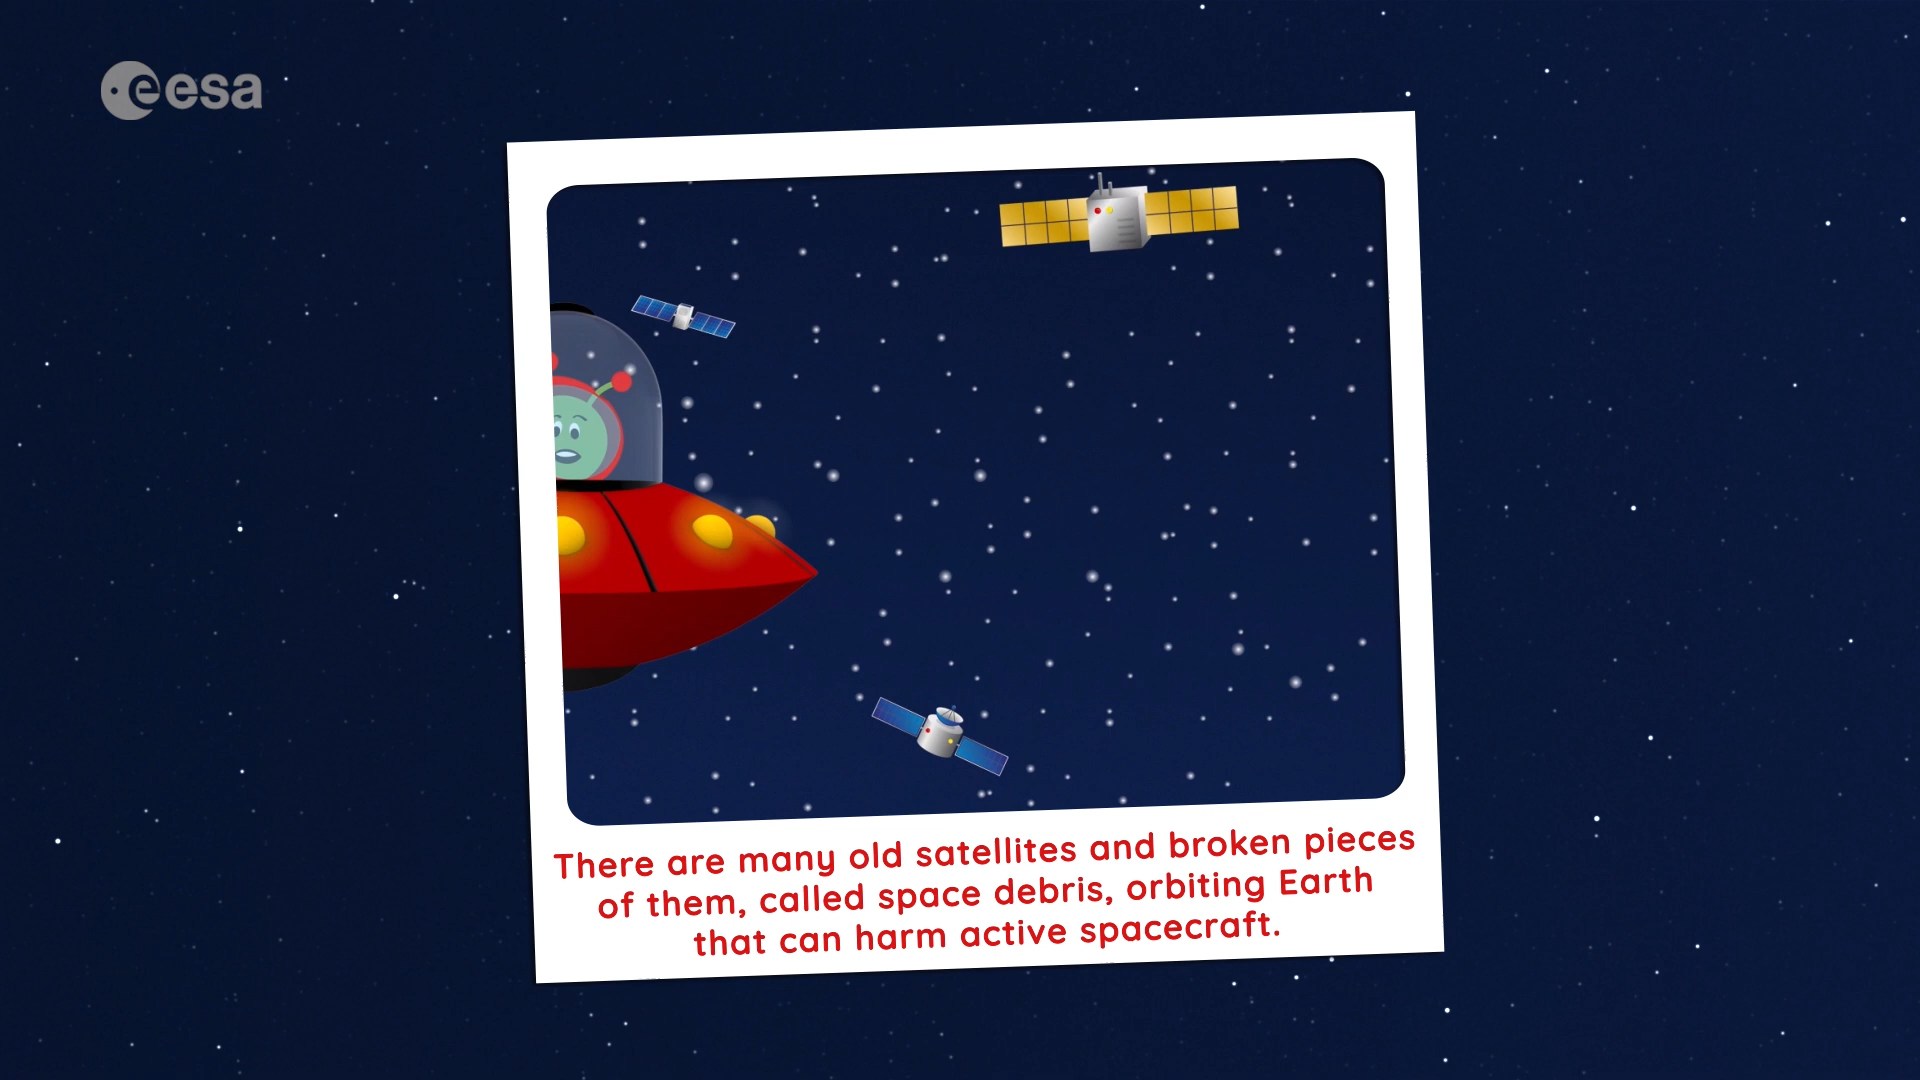 esa
There are many old satellites and broken pieces
of them, called space debris, orbiting Earth
that can harm active spacecraft.